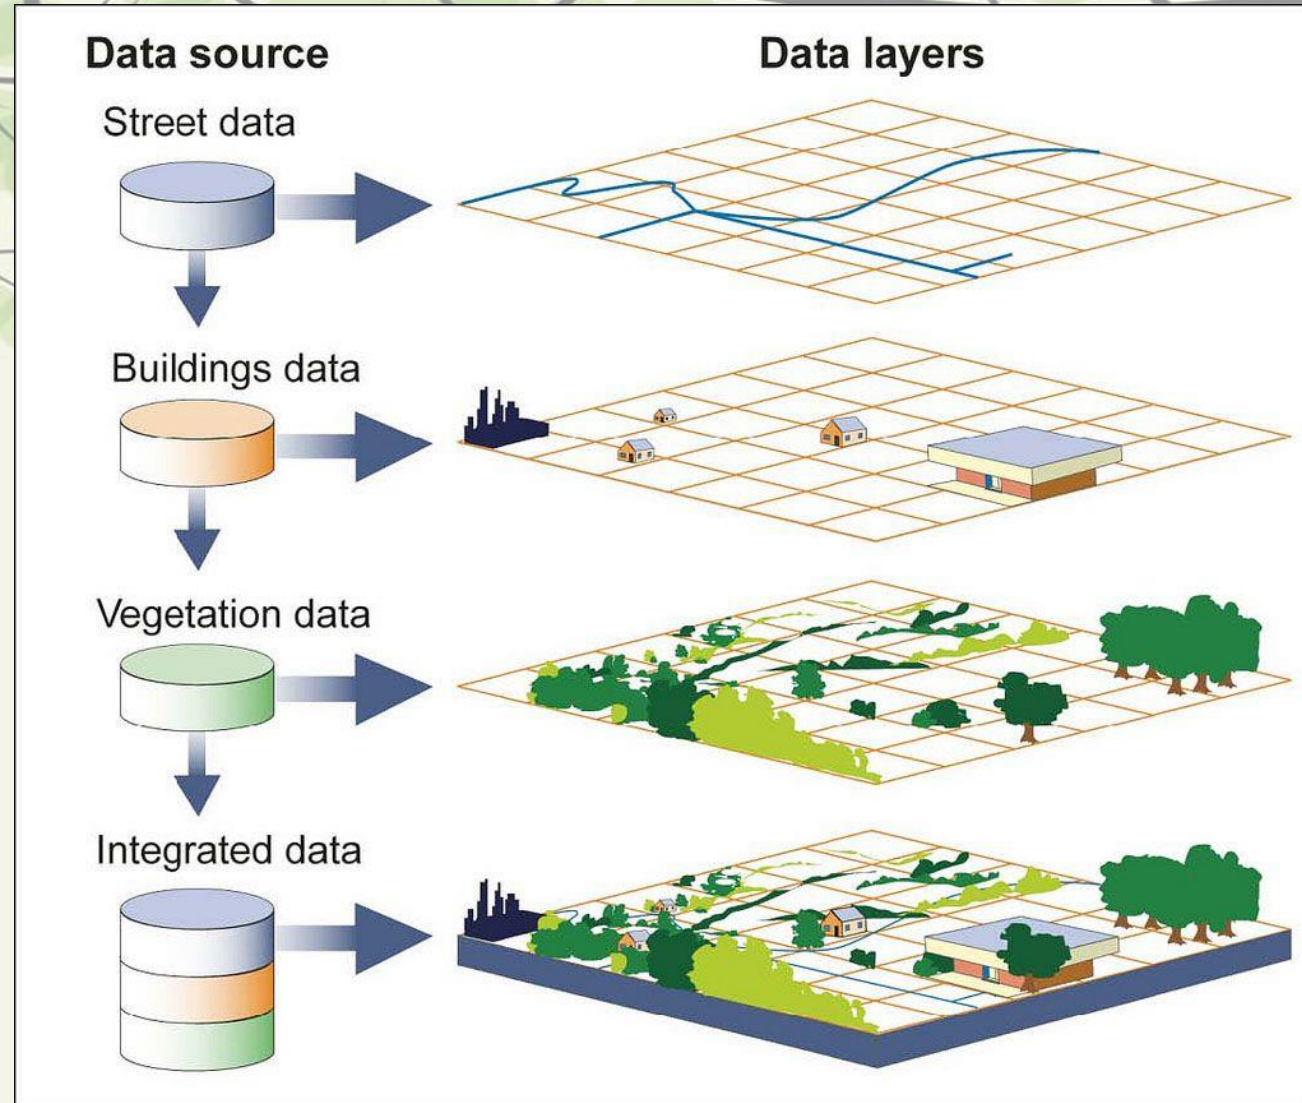 Data source
Data layers
Street data
Buildings data
Vegetation data
Integrated data